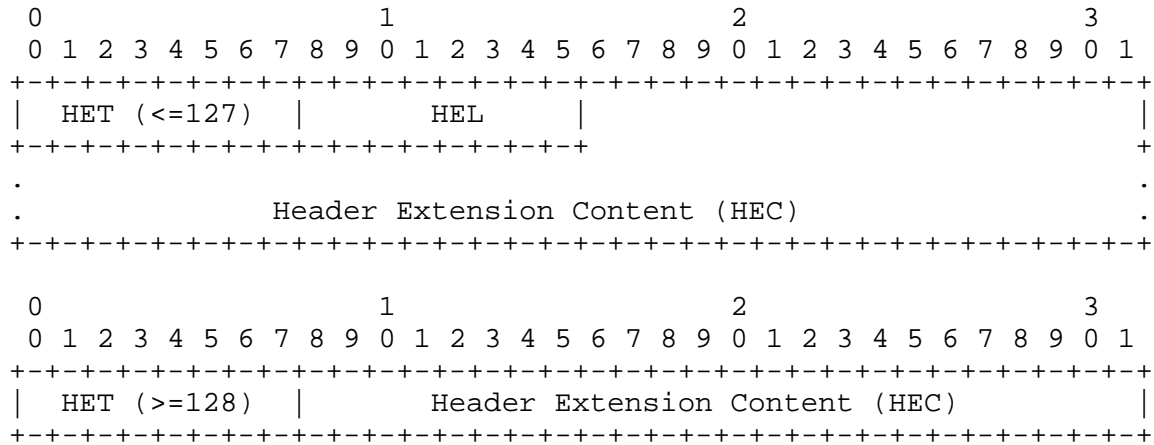 0                   1                   2                   3
 0 1 2 3 4 5 6 7 8 9 0 1 2 3 4 5 6 7 8 9 0 1 2 3 4 5 6 7 8 9 0 1
+-+-+-+-+-+-+-+-+-+-+-+-+-+-+-+-+-+-+-+-+-+-+-+-+-+-+-+-+-+-+-+-+
|  HET (<=127)  |       HEL     |                               |
+-+-+-+-+-+-+-+-+-+-+-+-+-+-+-+-+                               +
.                                                               .
.              Header Extension Content (HEC)                   .
+-+-+-+-+-+-+-+-+-+-+-+-+-+-+-+-+-+-+-+-+-+-+-+-+-+-+-+-+-+-+-+-+

 0                   1                   2                   3
 0 1 2 3 4 5 6 7 8 9 0 1 2 3 4 5 6 7 8 9 0 1 2 3 4 5 6 7 8 9 0 1
+-+-+-+-+-+-+-+-+-+-+-+-+-+-+-+-+-+-+-+-+-+-+-+-+-+-+-+-+-+-+-+-+
|  HET (>=128)  |       Header Extension Content (HEC)          |
+-+-+-+-+-+-+-+-+-+-+-+-+-+-+-+-+-+-+-+-+-+-+-+-+-+-+-+-+-+-+-+-+